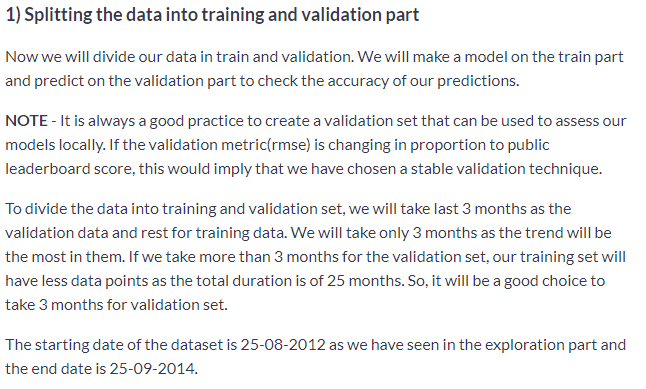 1) Splitting the data into training and validation part
Now we will divide our data in train and validation. We will make a model on the train part
and predict on the validation part to check the accuracy of our predictions.
NOTE - It is always a good practice to create a validation set that can be used to assess our
models locally. If the validation metric(rmse) is changing in proportion to public
leaderboard score, this would imply that we have chosen a stable validation technique.
To divide the data into training and validation set, we will take last 3 months as the
validation data and rest for training data. We will take only 3 months as the trend will be
the most in them. If we take more than 3 months for the validation set, our training set will
have less data points as the total duration is of 25 months. So, it will be a good choice to
take 3 months for validation set.
The starting date of the dataset is 25-08-2012 as we have seen in the exploration part and
the end date is 25-09-2014.